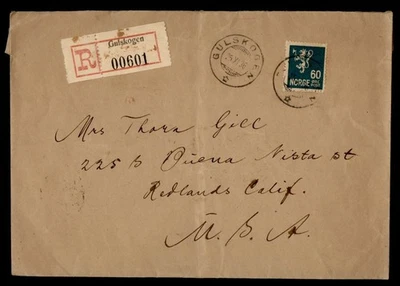 Gulskogen
R 00601
GULSKOGEN
60
NORGE
Mrs Thora Gill
225 S Buena Vista st
Redlands Calif.
U. S. A.